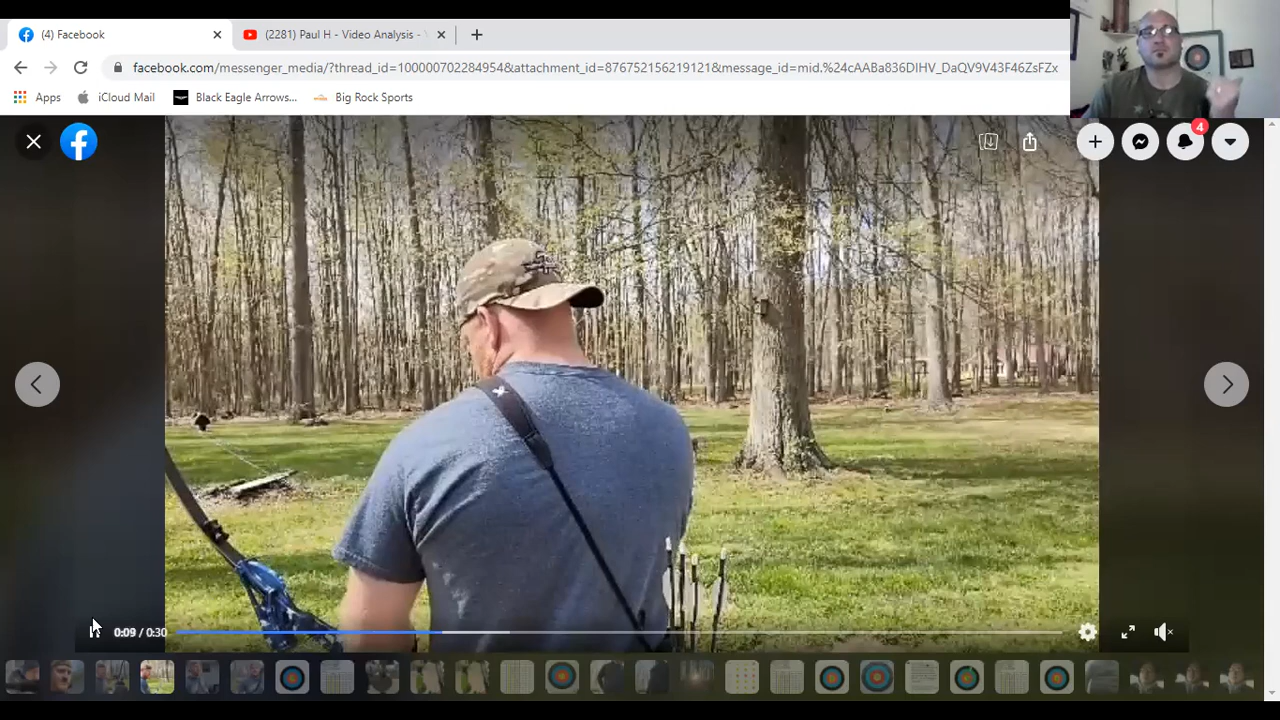 (4) Facebook
(2281) Paul H - Video Analysis -
facebook.com/messenger_media/?thread_id=100000702284954&attachment_id=876752156219121&message_id=mid.%24cAABa836DIHV_DaQV9V43F46ZsFZx
Apps
iCloud Mail
Black Eagle Arrows...
Big Rock Sports
4
0:09 / 0:30